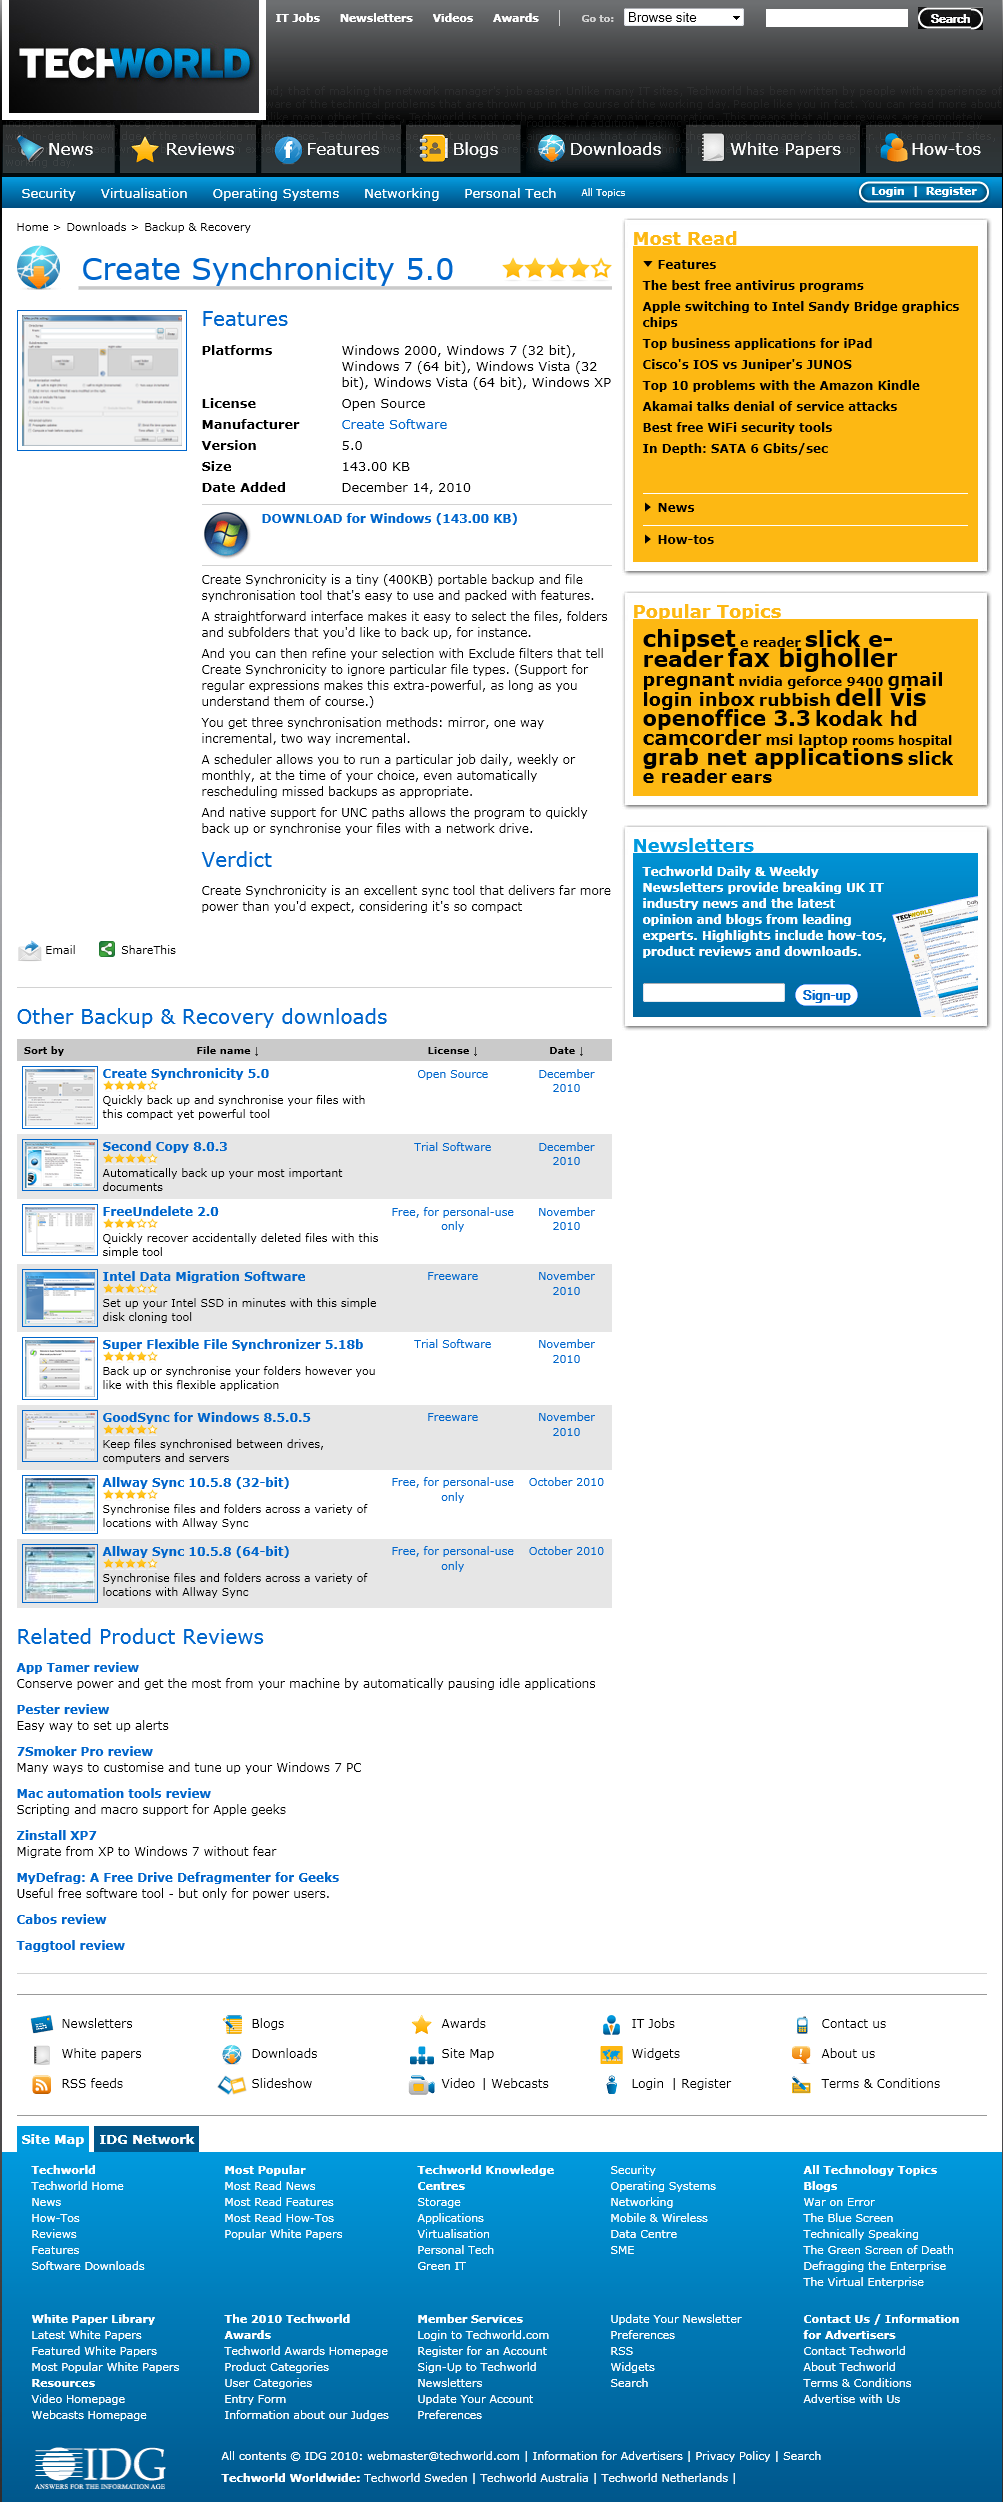 IT Jobs Newsletters Videos Awards Go to: Browse site Search
TECHWORLD
News Reviews Features Blogs Downloads White Papers How-tos
Security Virtualisation Operating Systems Networking Personal Tech All Topics Login | Register
Home > Downloads > Backup & Recovery
Create Synchronicity 5.0
Features
Platforms Windows 2000, Windows 7 (32 bit),
Windows 7 (64 bit), Windows Vista (32
bit), Windows Vista (64 bit), Windows XP
License Open Source
Manufacturer Create Software
Version 5.0
Size 143.00 KB
Date Added December 14, 2010
DOWNLOAD for Windows (143.00 KB)
Create Synchronicity is a tiny (400KB) portable backup and file
synchronisation tool that's easy to use and packed with features.
A straightforward interface makes it easy to select the files, folders
and subfolders that you'd like to back up, for instance.
And you can then refine your selection with Exclude filters that tell
Create Synchronicity to ignore particular file types. (Support for
regular expressions makes this extra-powerful, as long as you
understand them of course.)
You get three synchronisation methods: mirror, one way
incremental, two way incremental.
A scheduler allows you to run a particular job daily, weekly or
monthly, at the time of your choice, even automatically
rescheduling missed backups as appropriate.
And native support for UNC paths allows the program to quickly
back up or synchronise your files with a network drive.
Verdict
Create Synchronicity is an excellent sync tool that delivers far more
power than you'd expect, considering it's so compact
Email ShareThis
Most Read
Features
The best free antivirus programs
Apple switching to Intel Sandy Bridge graphics
chips
Top business applications for iPad
Cisco's IOS vs Juniper's JUNOS
Top 10 problems with the Amazon Kindle
Akamai talks denial of service attacks
Best free WiFi security tools
In Depth: SATA 6 Gbits/sec
News
How-tos
Popular Topics
chipset e reader slick e-
reader fax bigholler
pregnant nvidia geforce 9400 gmail
login inbox rubbish dell vis
openoffice 3.3 kodak hd
camcorder msi laptop rooms hospital
grab net applications slick
e reader ears
Newsletters
Techworld Daily & Weekly
Newsletters provide breaking UK IT
industry news and the latest
opinion and blogs from leading
experts. Highlights include how-tos,
product reviews and downloads.
Sign-up
TECHWORLD
Other Backup & Recovery downloads
Sort by File name ↓ License ↓ Date ↓
Create Synchronicity 5.0 Open Source December
2010
Quickly back up and synchronise your files with
this compact yet powerful tool
Second Copy 8.0.3 Trial Software December
2010
Automatically back up your most important
documents
FreeUndelete 2.0 Free, for personal-use November
only 2010
Quickly recover accidentally deleted files with this
simple tool
Intel Data Migration Software Freeware November
2010
Set up your Intel SSD in minutes with this simple
disk cloning tool
Super Flexible File Synchronizer 5.18b Trial Software November
2010
Back up or synchronise your folders however you
like with this flexible application
GoodSync for Windows 8.5.0.5 Freeware November
2010
Keep files synchronised between drives,
computers and servers
Allway Sync 10.5.8 (32-bit) Free, for personal-use October 2010
only
Synchronise files and folders across a variety of
locations with Allway Sync
Allway Sync 10.5.8 (64-bit) Free, for personal-use October 2010
only
Synchronise files and folders across a variety of
locations with Allway Sync
Related Product Reviews
App Tamer review
Conserve power and get the most from your machine by automatically pausing idle applications
Pester review
Easy way to set up alerts
7Smoker Pro review
Many ways to customise and tune up your Windows 7 PC
Mac automation tools review
Scripting and macro support for Apple geeks
Zinstall XP7
Migrate from XP to Windows 7 without fear
MyDefrag: A Free Drive Defragmenter for Geeks
Useful free software tool - but only for power users.
Cabos review
Taggtool review
Newsletters Blogs Awards IT Jobs Contact us
White papers Downloads Site Map Widgets About us
RSS feeds Slideshow Video | Webcasts Login | Register Terms & Conditions
Site Map IDG Network
Techworld
Techworld Home
News
How-Tos
Reviews
Features
Software Downloads
Most Popular
Most Read News
Most Read Features
Most Read How-Tos
Popular White Papers
Techworld Knowledge
Centres
Storage
Applications
Virtualisation
Personal Tech
Green IT
Security
Operating Systems
Networking
Mobile & Wireless
Data Centre
SME
All Technology Topics
Blogs
War on Error
The Blue Screen
Technically Speaking
The Green Screen of Death
Defragging the Enterprise
The Virtual Enterprise
White Paper Library
Latest White Papers
Featured White Papers
Most Popular White Papers
Resources
Video Homepage
Webcasts Homepage
The 2010 Techworld
Awards
Techworld Awards Homepage
Product Categories
User Categories
Entry Form
Information about our Judges
Member Services
Login to Techworld.com
Register for an Account
Sign-Up to Techworld
Newsletters
Update Your Account
Preferences
Update Your Newsletter
Preferences
RSS
Widgets
Search
Contact Us / Information
for Advertisers
Contact Techworld
About Techworld
Terms & Conditions
Advertise with Us
IDG
ANSWERS FOR THE INFORMATION AGE
All contents © IDG 2010: webmaster@techworld.com | Information for Advertisers | Privacy Policy | Search
Techworld Worldwide: Techworld Sweden | Techworld Australia | Techworld Netherlands |